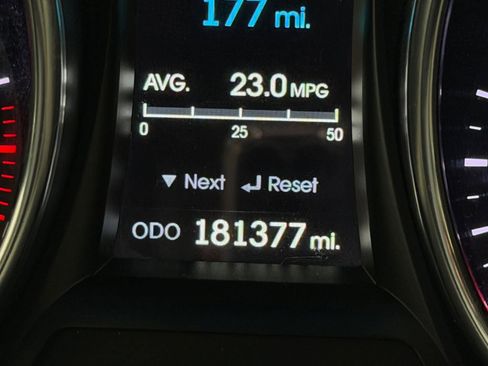 177 mi.
AVG. 23.0 MPG
0 25 50
▼ Next ↵ Reset
ODO 181377 mi.